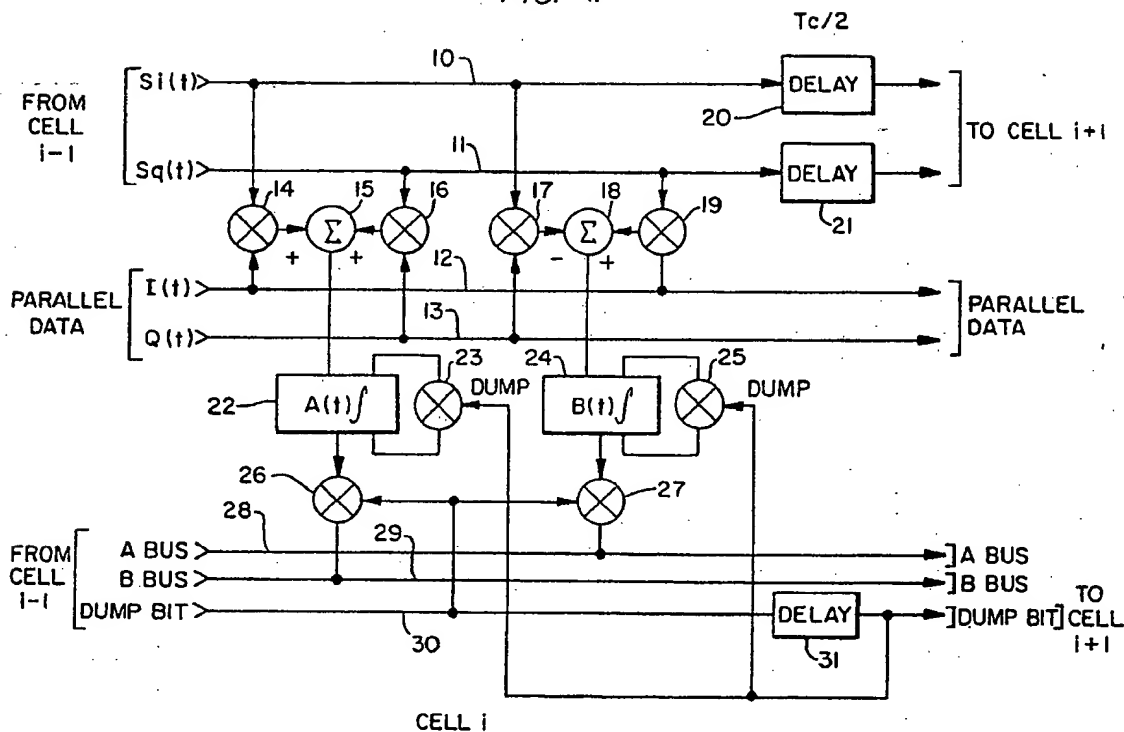 Tc/2
10
Si(t)
DELAY
FROM
CELL
i-1
20
TO CELL i+1
11
Sq(t)
DELAY
14
15
16
17
18
19
21
Σ
Σ
+
+
12
-
+
I(t)
PARALLEL
DATA
PARALLEL
DATA
13
Q(t)
23
24
25
DUMP
DUMP
22
A(t)∫
B(t)∫
26
27
28
29
FROM
CELL
i-1
A BUS
A BUS
B BUS
B BUS
DUMP BIT
DELAY
DUMP BIT
TO
CELL
i+1
30
31
CELL i